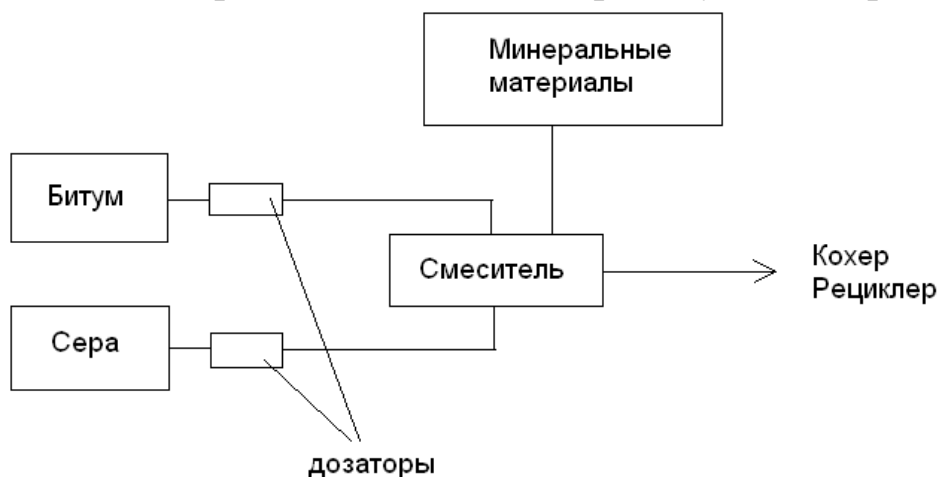 Минеральные
материалы
Битум
Смеситель
Кохер
Рециклер
Сера
дозаторы